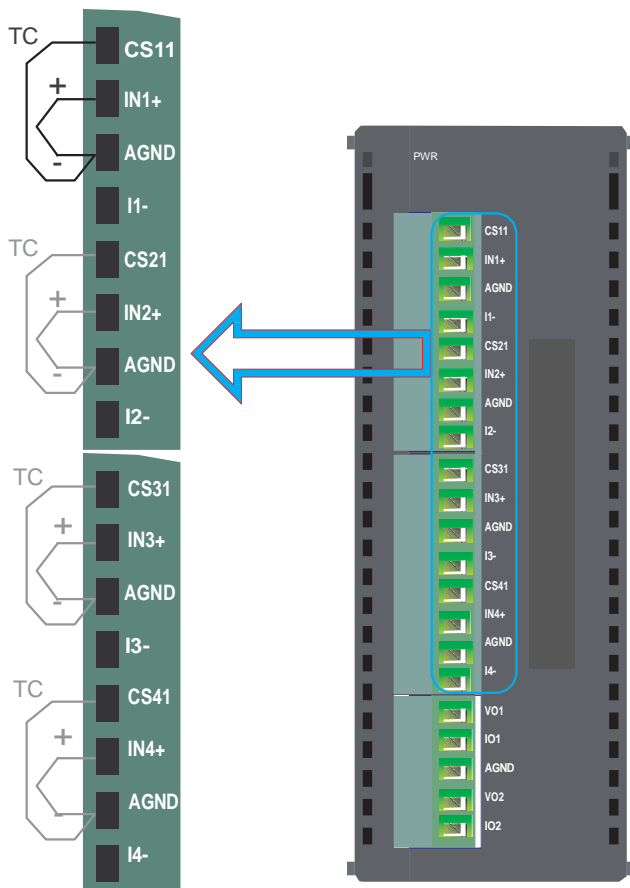 TC
CS11
+
IN1+
AGND
-
I1-
TC
CS21
+
IN2+
AGND
-
I2-
TC
CS31
+
IN3+
AGND
-
I3-
TC
CS41
+
IN4+
AGND
-
I4-
PWR
CS11
IN1+
AGND
I1-
CS21
IN2+
AGND
I2-
CS31
IN3+
AGND
I3-
CS41
IN4+
AGND
I4-
VO1
IO1
AGND
VO2
IO2